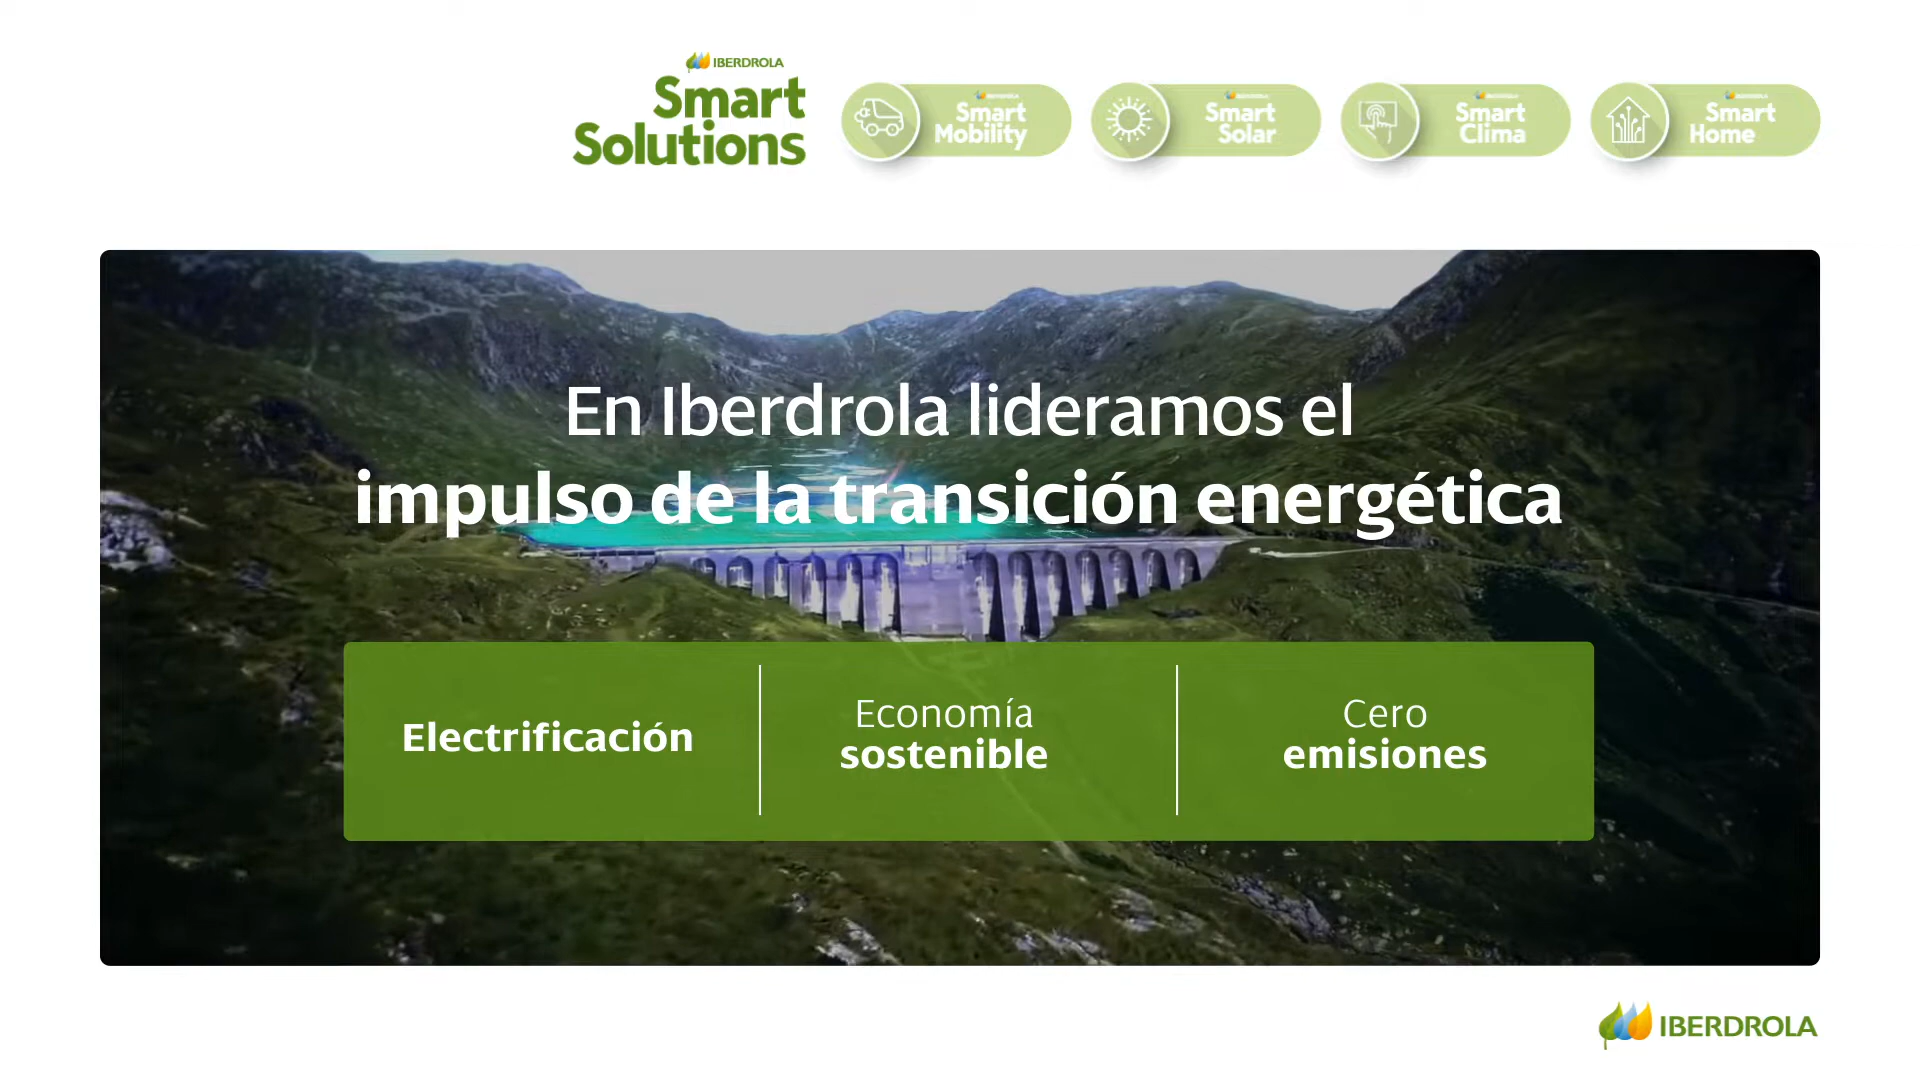 IBERDROLA
Smart
Solutions
Smart
Mobility
Smart
Solar
Smart
Clima
Smart
Home
En Iberdrola lideramos el
impulso de la transición energética
Electrificación
Economía
sostenible
Cero
emisiones
IBERDROLA